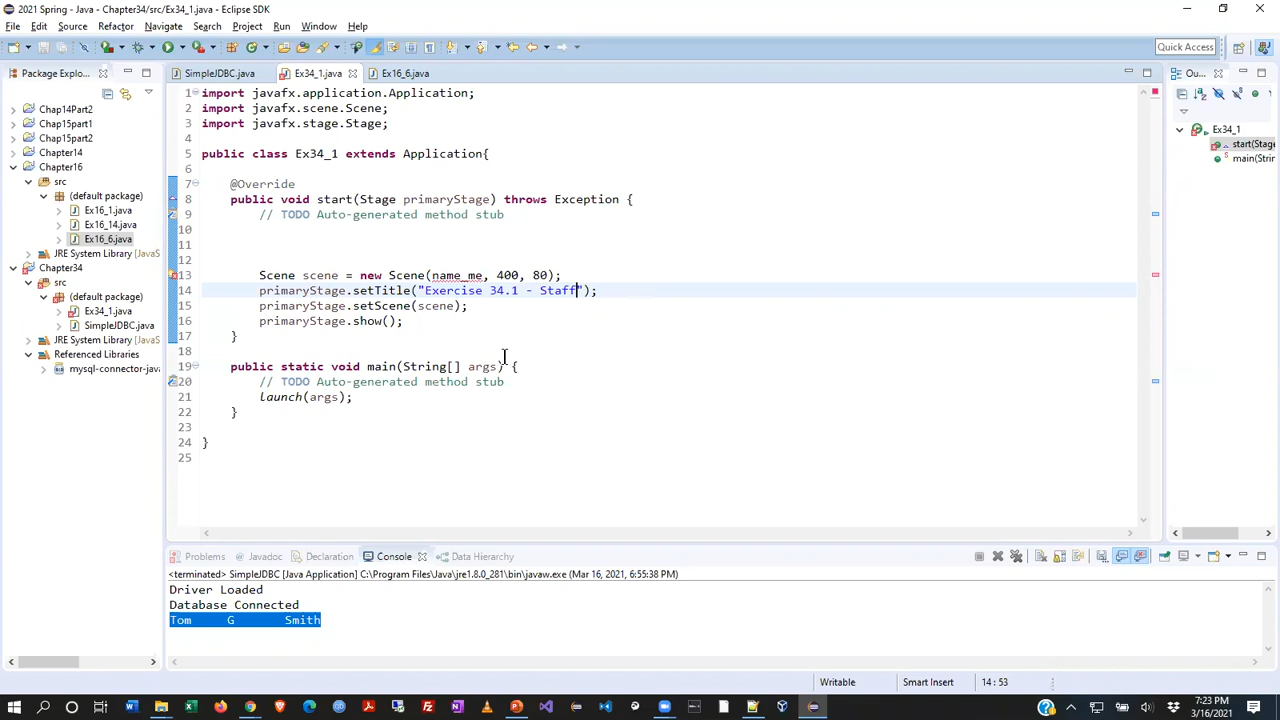 2021 Spring - Java - Chapter34/src/Ex34_1.java - Eclipse SDK
File Edit Source Refactor Navigate Search Project Run Window Help
Quick Access
Package Explo...
SimpleJDBC.java
Ex34_1.java
Ex16_6.java
Ou...
Chap14Part2
Chap15part1
Chap15part2
Chapter14
Chapter16
src
(default package)
Ex16_1.java
Ex16_14.java
Ex16_6.java
JRE System Library [JavaS
Chapter34
src
(default package)
Ex34_1.java
SimpleJDBC.java
JRE System Library [JavaS
Referenced Libraries
mysql-connector-java
1 import javafx.application.Application;
2 import javafx.scene.Scene;
3 import javafx.stage.Stage;
4
5 public class Ex34_1 extends Application{
6
7 @Override
8 public void start(Stage primaryStage) throws Exception {
9 // TODO Auto-generated method stub
10
11
12
13 Scene scene = new Scene(name_me, 400, 80);
14 primaryStage.setTitle("Exercise 34.1 - Staff");
15 primaryStage.setScene(scene);
16 primaryStage.show();
17 }
18
19 public static void main(String[] args) {
20 // TODO Auto-generated method stub
21 launch(args);
22 }
23
24 }
25
Ex34_1
start(Stage
main(String
Problems Javadoc Declaration Console Data Hierarchy
<terminated> SimpleJDBC [Java Application] C:\Program Files\Java\jre1.8.0_281\bin\javaw.exe (Mar 16, 2021, 6:55:38 PM)
Driver Loaded
Database Connected
Tom G Smith
Writable Smart Insert 14 : 53
7:23 PM
3/16/2021